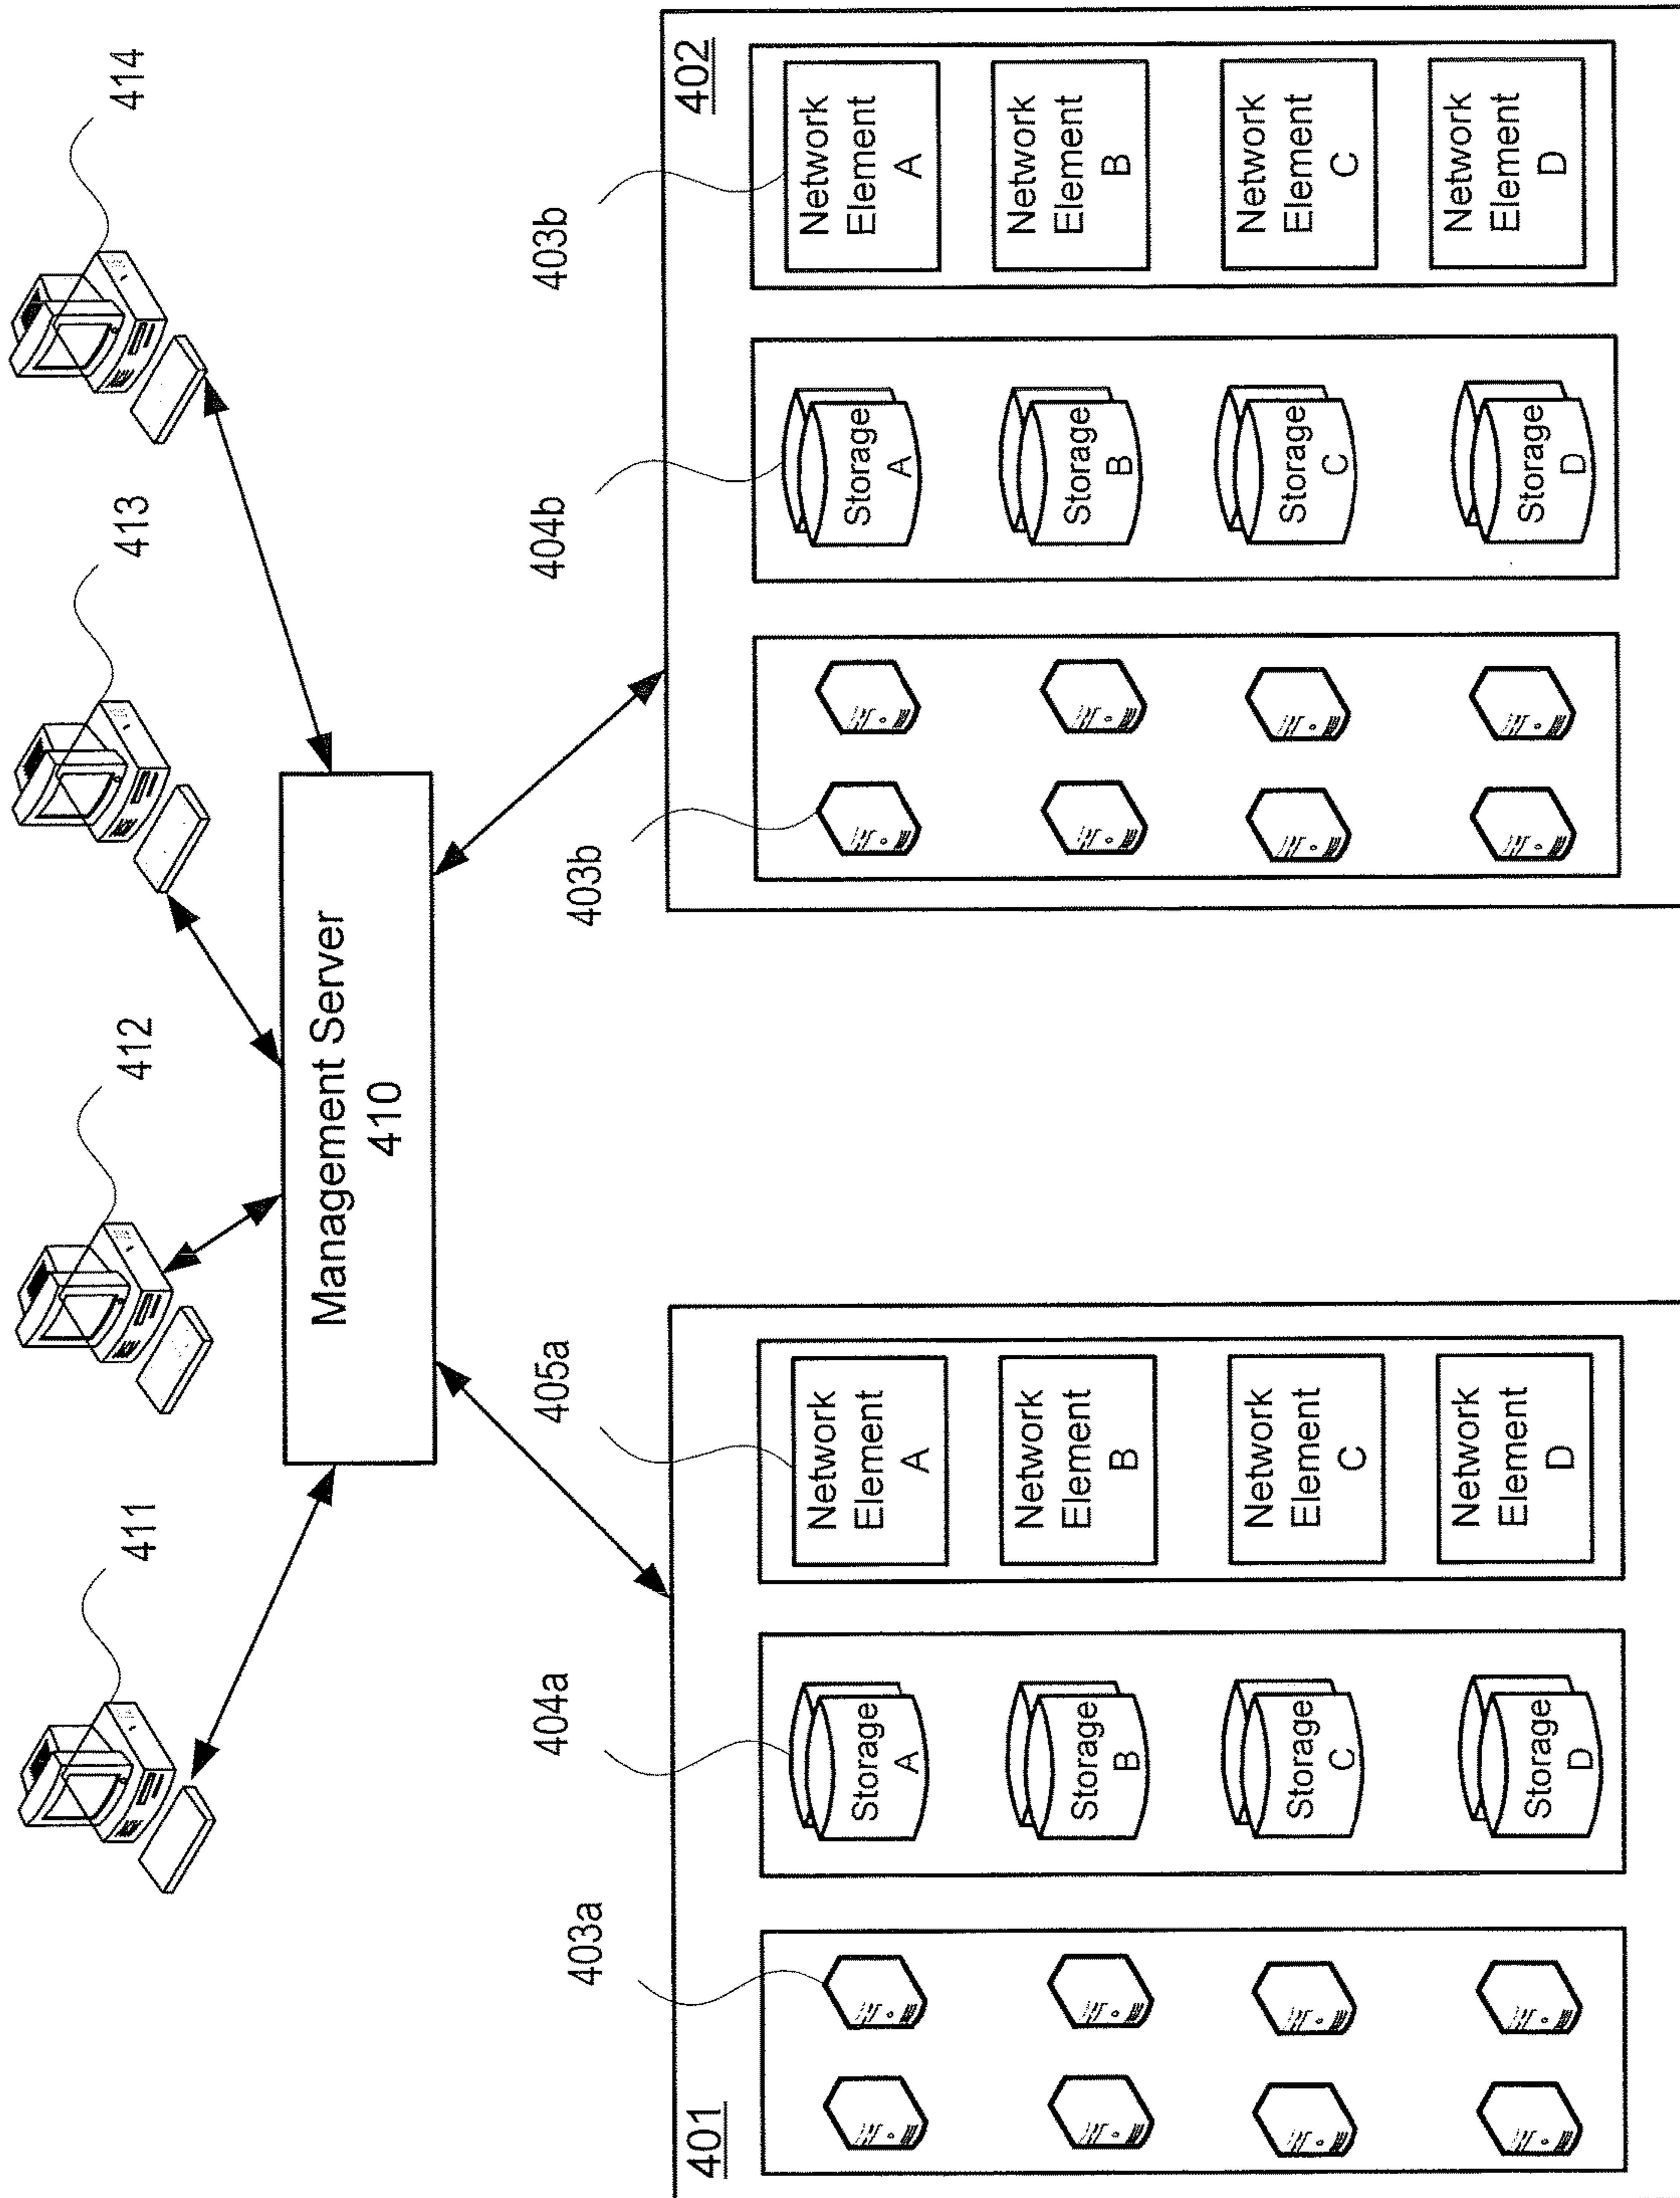 411
412
413
414
Management Server
410
403a
404a
405a
403b
404b
403b
401
Storage
A
Storage
B
Storage
C
Storage
D
Network
Element
A
Network
Element
B
Network
Element
C
Network
Element
D
402
Storage
A
Storage
B
Storage
C
Storage
D
Network
Element
A
Network
Element
B
Network
Element
C
Network
Element
D